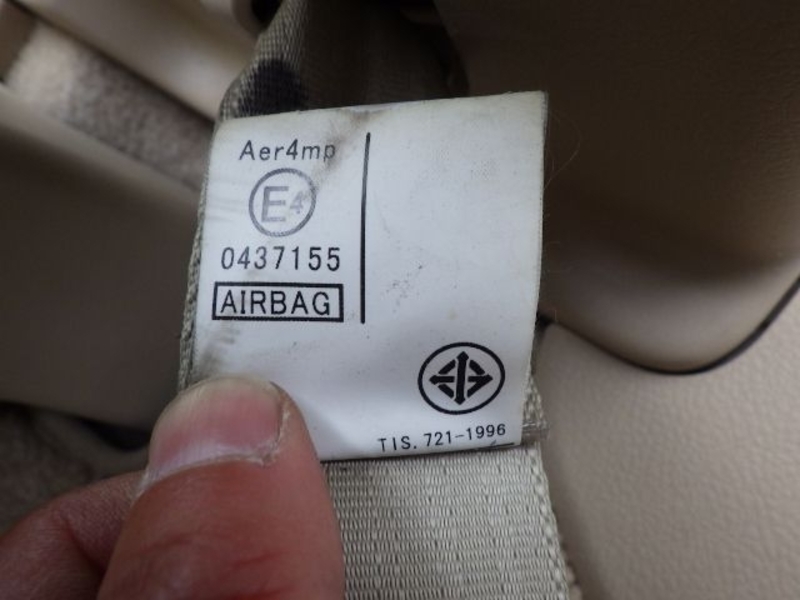 Aer4mp
E4
0437155
AIRBAG
TIS. 721-1996